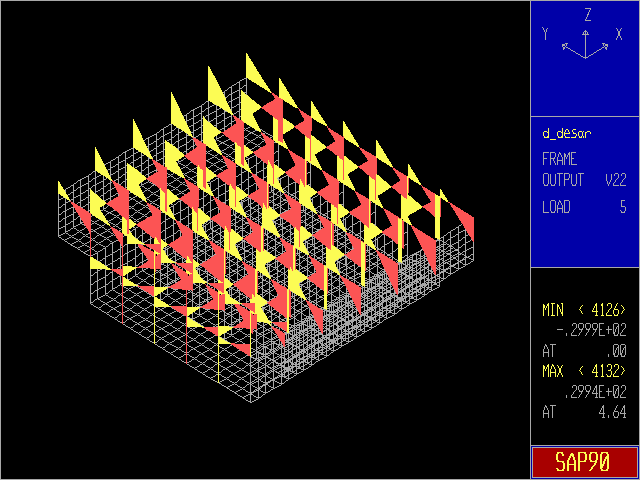 Z
Y X
d_desar
FRAME
OUTPUT V22
LOAD 5
MIN < 4126>
-.2999E+02
AT .00
MAX < 4132>
.2994E+02
AT 4.64
SAP90